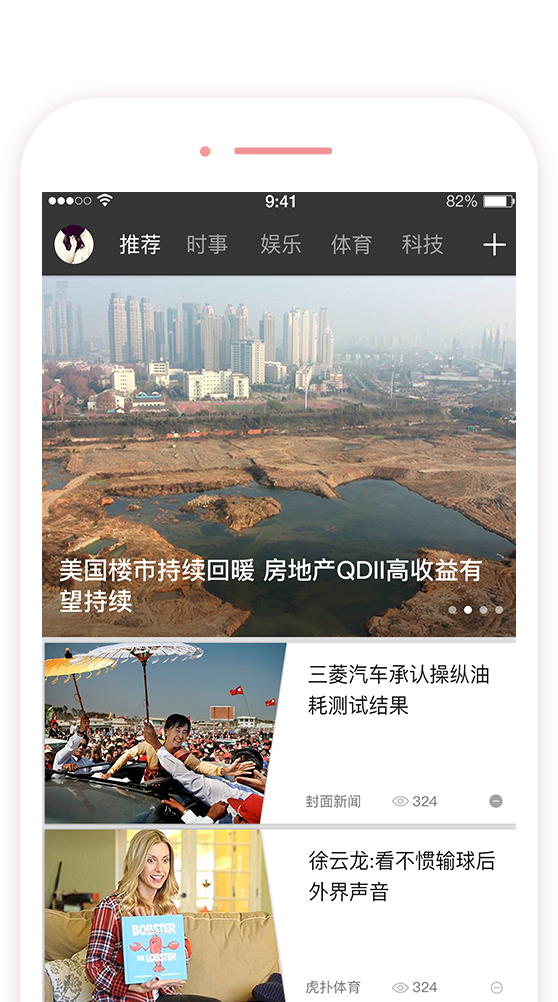 9:41
82%
推荐 时事 娱乐 体育 科技
美国楼市持续回暖 房地产QDII高收益有
望持续
三菱汽车承认操纵油
耗测试结果
封面新闻 324
徐云龙:看不惯输球后
外界声音
BOBSTER
THE LOBSTER
虎扑体育 324